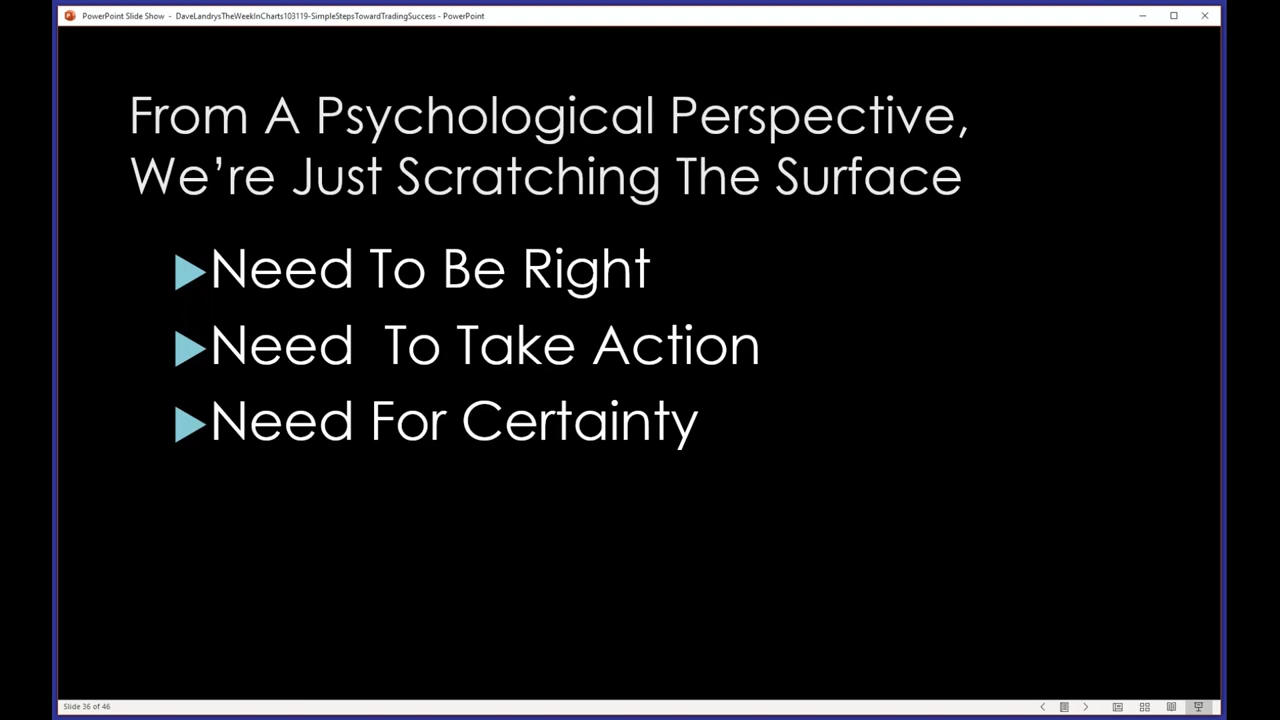 PowerPoint Slide Show - DaveLandrysTheWeekInCharts103119-SimpleStepsTowardTradingSuccess - PowerPoint
From A Psychological Perspective,
We’re Just Scratching The Surface
Need To Be Right
Need  To Take Action
Need For Certainty
Slide 36 of 46